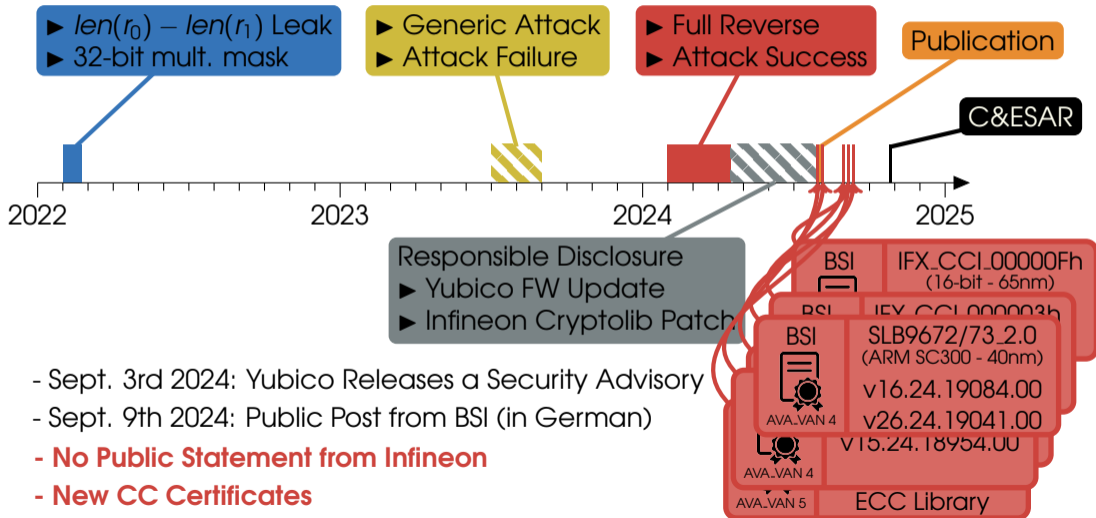 ► len(r₀) − len(r₁) Leak
► 32-bit mult. mask
► Generic Attack
► Attack Failure
► Full Reverse
► Attack Success
Publication
C&ESAR
2022
2023
2024
2025
Responsible Disclosure
► Yubico FW Update
► Infineon Cryptolib Patch
BSI
IFX_CCI_00000Fh
(16-bit - 65nm)
BSI
IFX_CCI_000003h
BSI
SLB9672/73_2.0
(ARM SC300 - 40nm)
v16.24.19084.00
v26.24.19041.00
AVA_VAN 4
v15.24.18954.00
AVA_VAN 4
AVA_VAN 5
ECC Library
- Sept. 3rd 2024: Yubico Releases a Security Advisory
- Sept. 9th 2024: Public Post from BSI (in German)
- No Public Statement from Infineon
- New CC Certificates